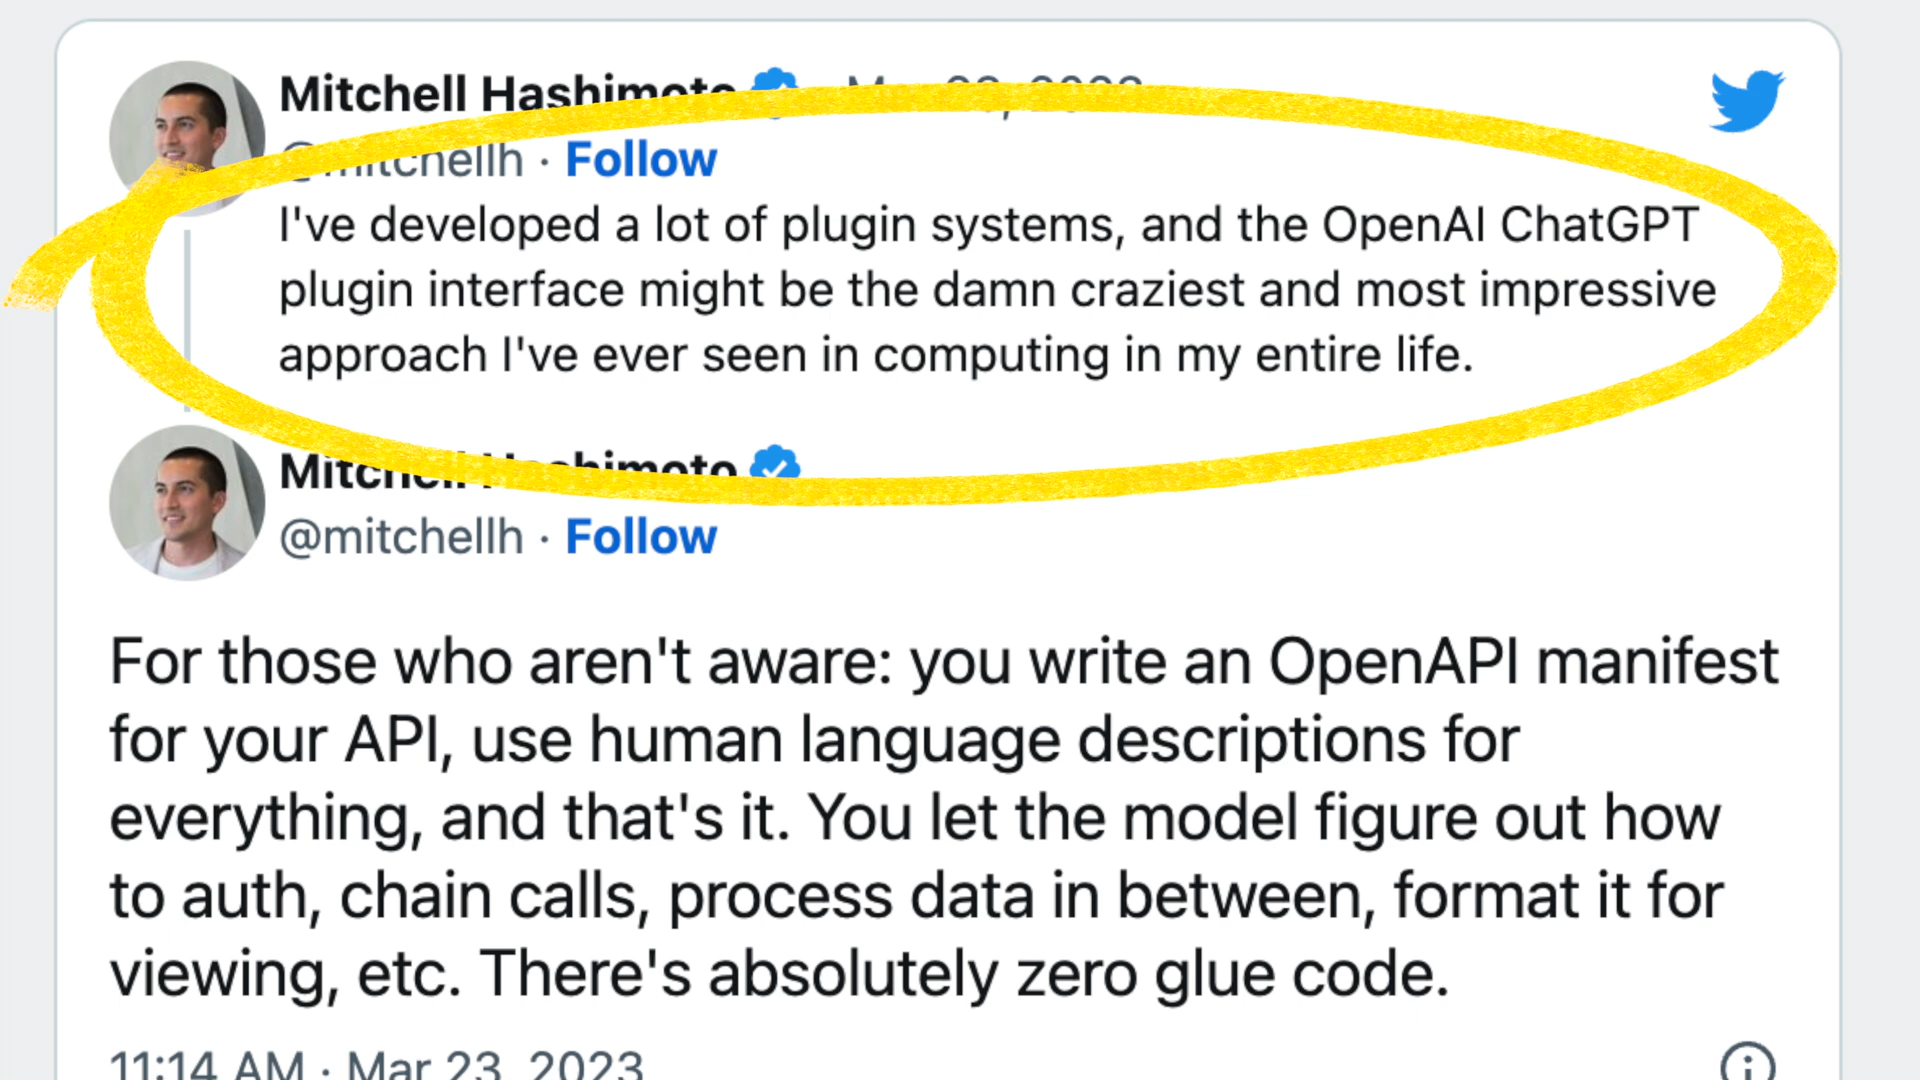 Mitchell Hashimoto
@mitchellh · Follow
I've developed a lot of plugin systems, and the OpenAI ChatGPT
plugin interface might be the damn craziest and most impressive
approach I've ever seen in computing in my entire life.
Mitchell Hashimoto
@mitchellh · Follow
For those who aren't aware: you write an OpenAPI manifest
for your API, use human language descriptions for
everything, and that's it. You let the model figure out how
to auth, chain calls, process data in between, format it for
viewing, etc. There's absolutely zero glue code.
11:14 AM · Mar 23, 2023